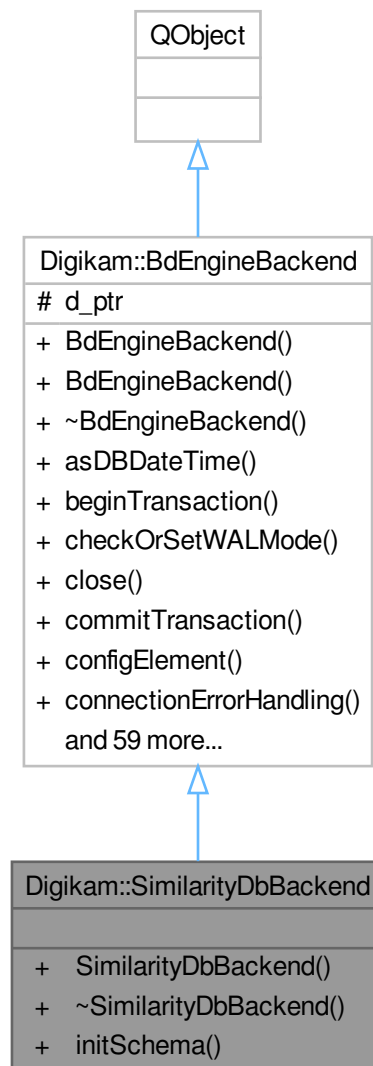 QObject
Digikam::BdEngineBackend
# d_ptr
+ BdEngineBackend()
+ BdEngineBackend()
+ ~BdEngineBackend()
+ asDBDateTime()
+ beginTransaction()
+ checkOrSetWALMode()
+ close()
+ commitTransaction()
+ configElement()
+ connectionErrorHandling()
and 59 more...
Digikam::SimilarityDbBackend
+ SimilarityDbBackend()
+ ~SimilarityDbBackend()
+ initSchema()